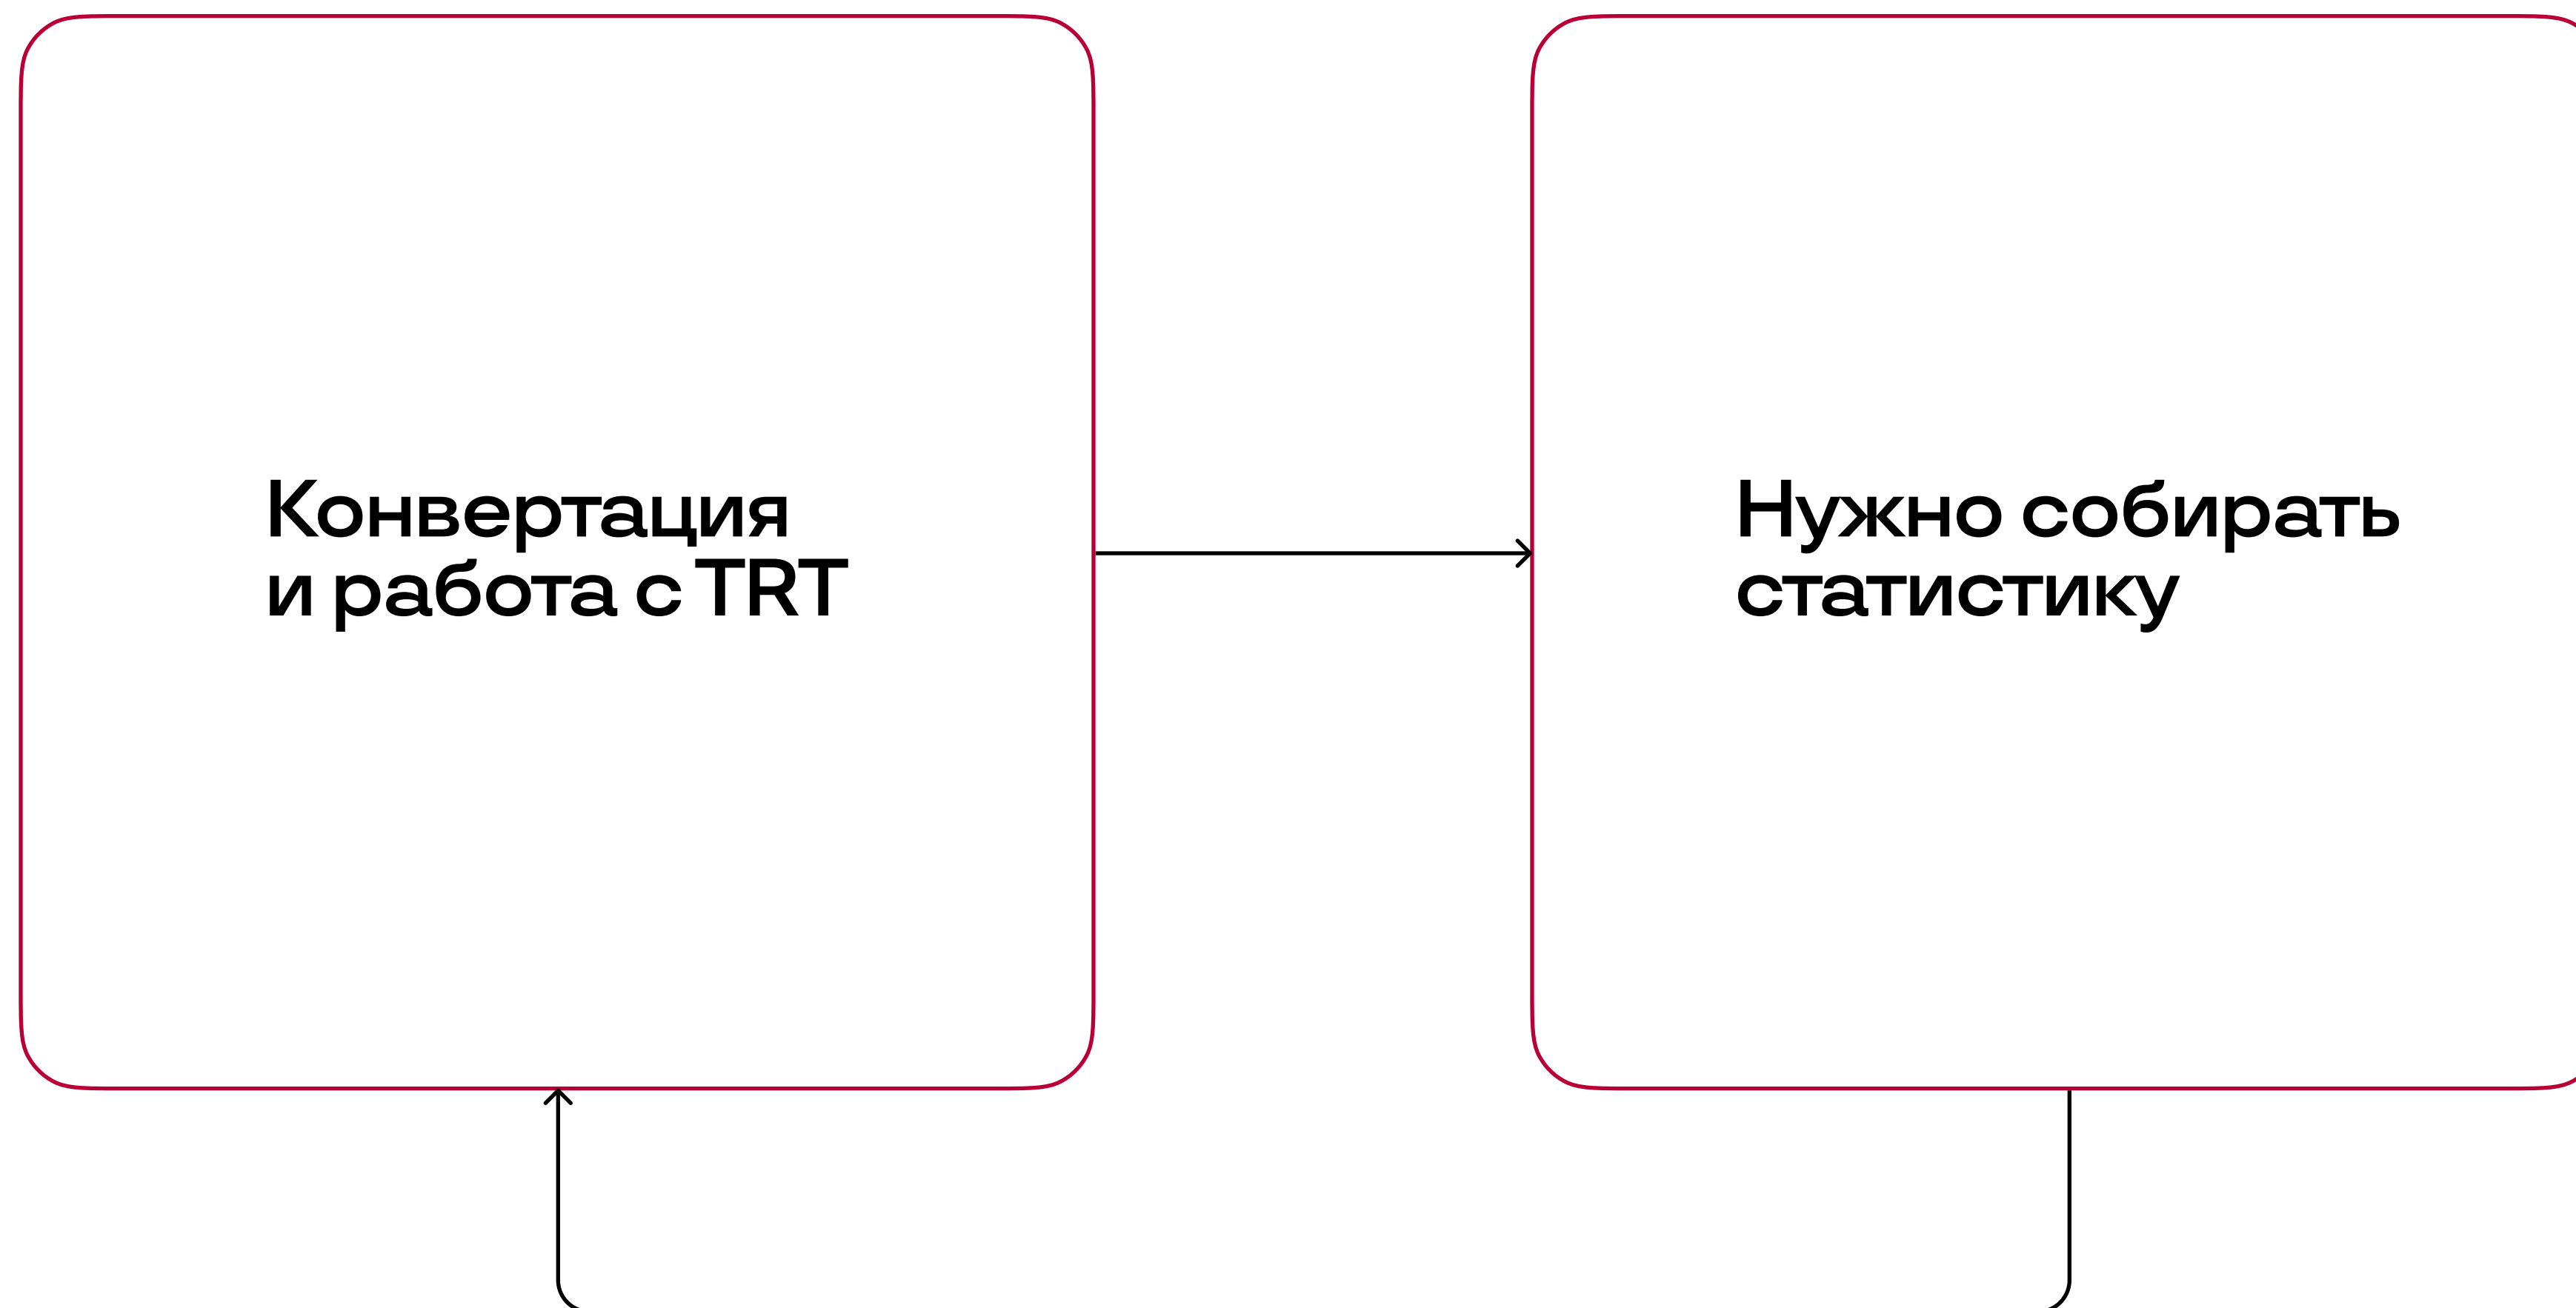 Конвертация
и работа с TRT
Нужно собирать
статистику